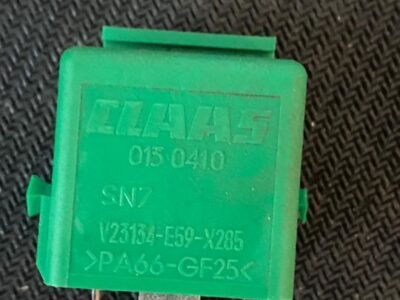 CLAAS
015 0410
SN7
V23134-E59-X285
>PA66-GF25<